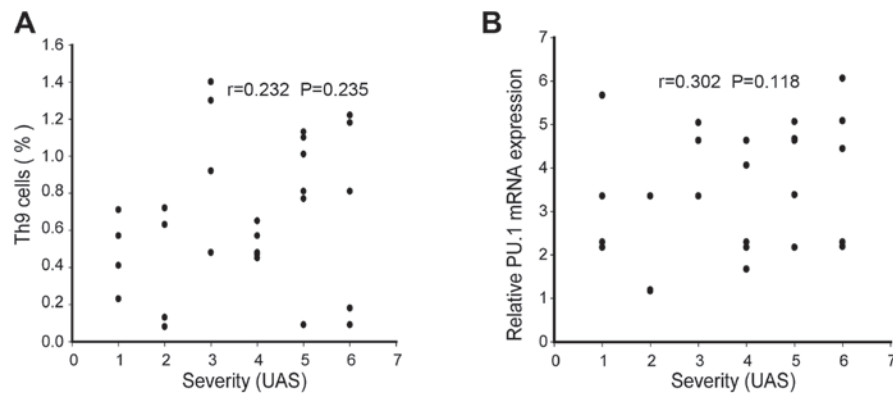 A
B
1.6
1.4
1.2
1.0
0.8
0.6
0.4
0.2
0.0
Th9 cells ( % )
r=0.232 P=0.235
0 1 2 3 4 5 6 7
Severity (UAS)
7
6
5
4
3
2
1
0
Relative PU.1 mRNA expression
r=0.302 P=0.118
0 1 2 3 4 5 6 7
Severity (UAS)